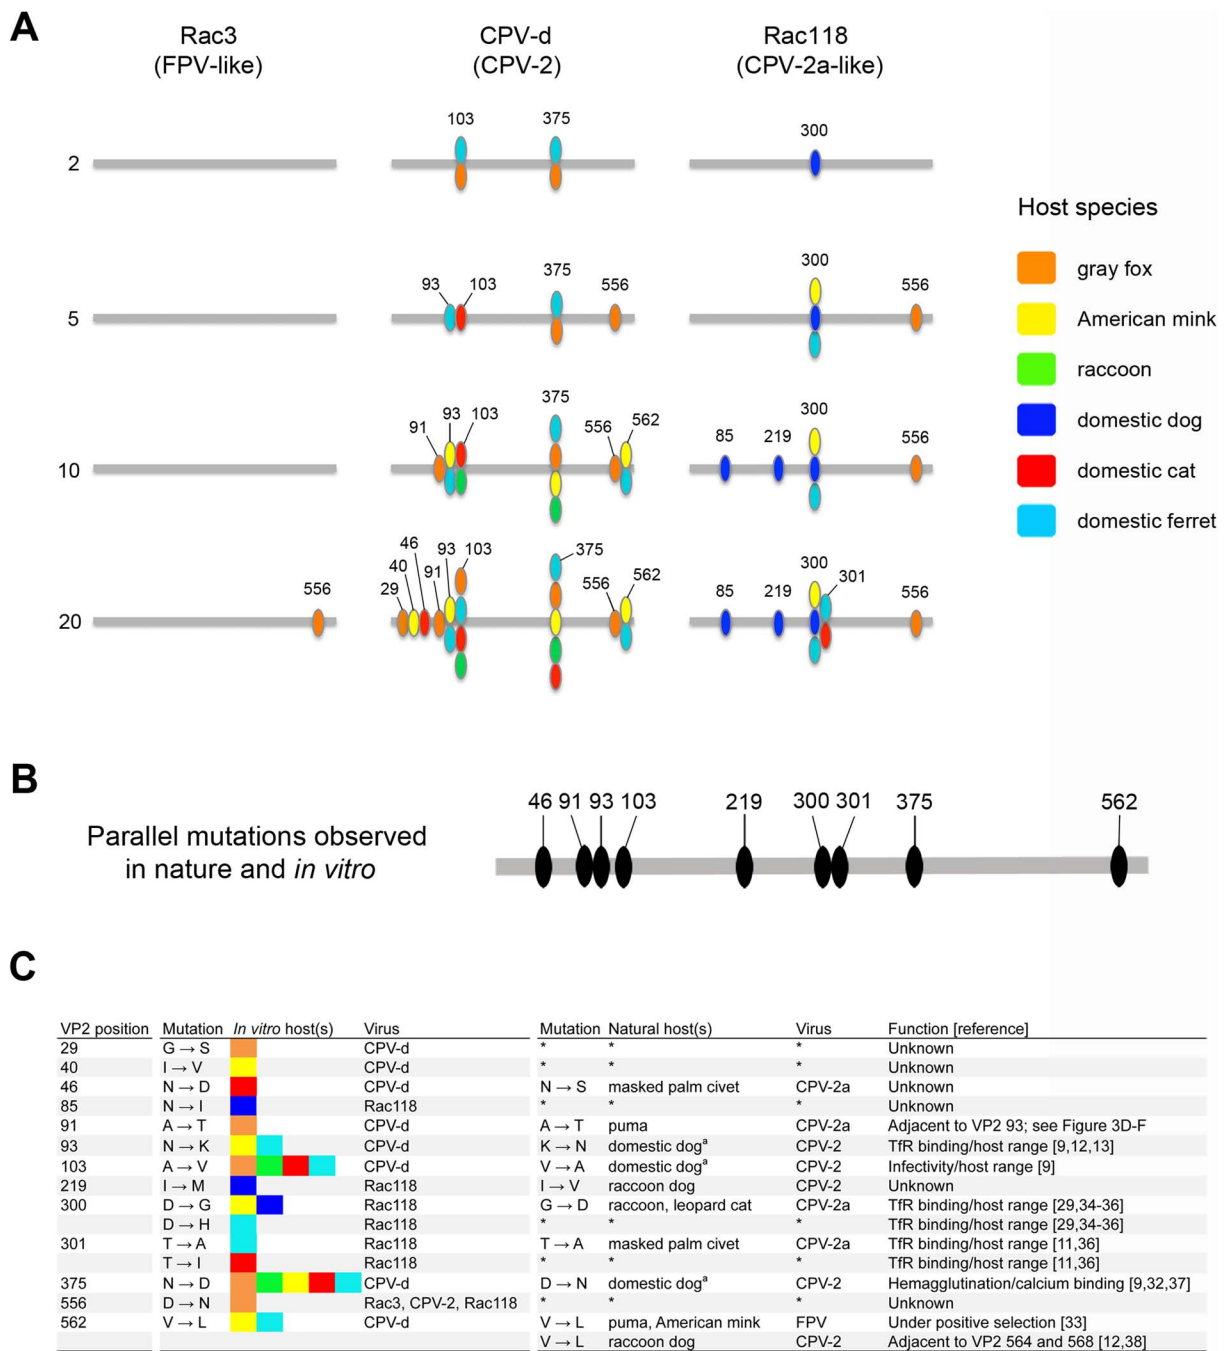 A
Rac3
(FPV-like)
CPV-d
(CPV-2)
Rac118
(CPV-2a-like)
103 375 300
2
Host species
gray fox
American mink
raccoon
domestic dog
domestic cat
domestic ferret
93 103 375 556 300 556
5
91 93 103 375 556 562 85 219 300 556
10
556 29 40 46 91 93 103 375 556 562 85 219 300 301 556
20
B
46 91 93 103 219 300 301 375 562
Parallel mutations observed
in nature and in vitro
C
VP2 position Mutation In vitro host(s) Virus Mutation Natural host(s) Virus Function [reference]
29 G → S CPV-d * * * Unknown
40 I → V CPV-d * * * Unknown
46 N → D CPV-d N → S masked palm civet CPV-2a Unknown
85 N → I Rac118 * * * Unknown
91 A → T CPV-d A → T puma CPV-2a Adjacent to VP2 93; see Figure 3D-F
93 N → K CPV-d K → N domestic dogᵃ CPV-2 TfR binding/host range [9,12,13]
103 A → V CPV-d V → A domestic dogᵃ CPV-2 Infectivity/host range [9]
219 I → M Rac118 I → V raccoon dog CPV-2 Unknown
300 D → G Rac118 G → D raccoon, leopard cat CPV-2a TfR binding/host range [29,34-36]
D → H Rac118 * * * TfR binding/host range [29,34-36]
301 T → A Rac118 T → A masked palm civet CPV-2a TfR binding/host range [11,36]
T → I Rac118 * * * TfR binding/host range [11,36]
375 N → D CPV-d D → N domestic dogᵃ CPV-2 Hemagglutination/calcium binding [9,32,37]
556 D → N Rac3, CPV-2, Rac118 * * * Unknown
562 V → L CPV-d V → L puma, American mink FPV Under positive selection [33]
V → L raccoon dog CPV-2 Adjacent to VP2 564 and 568 [12,38]